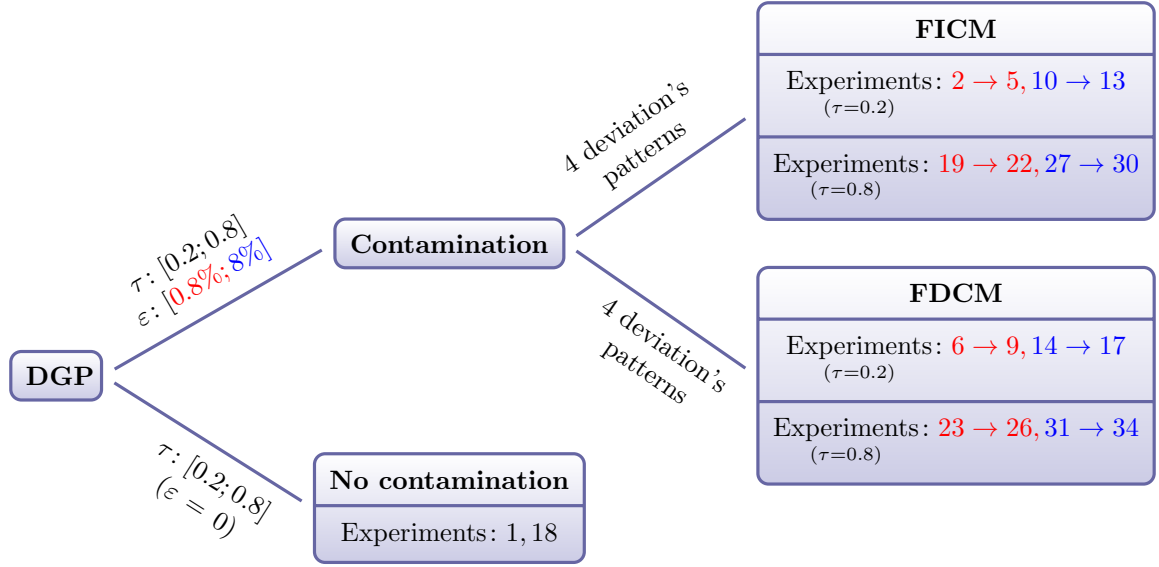 DGP
τ: [0.2; 0.8]
ε: [0.8%; 8%]
Contamination
4 deviation's
patterns
FICM
Experiments: 2 → 5, 10 → 13
(τ=0.2)
Experiments: 19 → 22, 27 → 30
(τ=0.8)
4 deviation's
patterns
FDCM
Experiments: 6 → 9, 14 → 17
(τ=0.2)
Experiments: 23 → 26, 31 → 34
(τ=0.8)
τ: [0.2; 0.8]
(ε = 0)
No contamination
Experiments: 1, 18